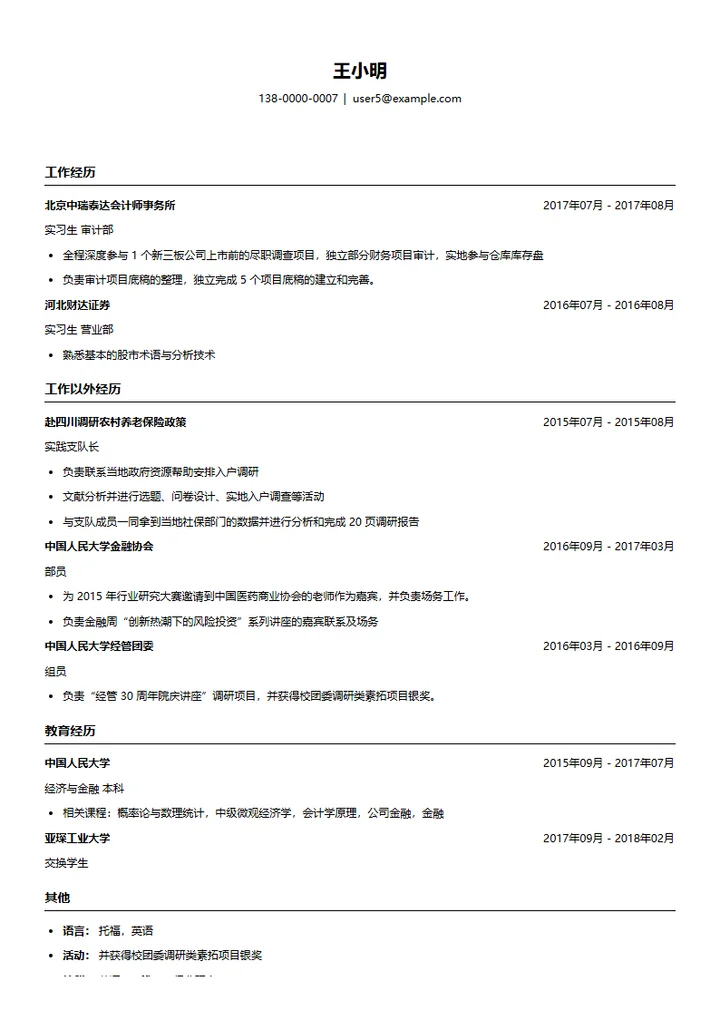 王小明
138-0000-0007 | user5@example.com
工作经历
北京中瑞泰达会计师事务所 2017年07月 - 2017年08月
实习生 审计部
• 全程深度参与 1 个新三板公司上市前的尽职调查项目，独立部分财务项目审计，实地参与仓库库存盘
• 负责审计项目底稿的整理，独立完成 5 个项目底稿的建立和完善。
河北财达证券 2016年07月 - 2016年08月
实习生 营业部
• 熟悉基本的股市术语与分析技术
工作以外经历
赴四川调研农村养老保险政策 2015年07月 - 2015年08月
实践支队长
• 负责联系当地政府资源帮助安排入户调研
• 文献分析并进行选题、问卷设计、实地入户调查等活动
• 与支队成员一同拿到当地社保部门的数据并进行分析和完成 20 页调研报告
中国人民大学金融协会 2016年09月 - 2017年03月
部员
• 为 2015 年行业研究大赛邀请到中国医药商业协会的老师作为嘉宾，并负责场务工作。
• 负责金融周“创新热潮下的风险投资”系列讲座的嘉宾联系及场务
中国人民大学经管团委 2016年03月 - 2016年09月
组员
• 负责“经管 30 周年院庆讲座”调研项目，并获得校团委调研类素拓项目银奖。
教育经历
中国人民大学 2015年09月 - 2017年07月
经济与金融 本科
• 相关课程：概率论与数理统计，中级微观经济学，会计学原理，公司金融，金融
亚琛工业大学 2017年09月 - 2018年02月
交换学生
其他
• 语言： 托福，英语
• 活动： 并获得校团委调研类素拓项目银奖